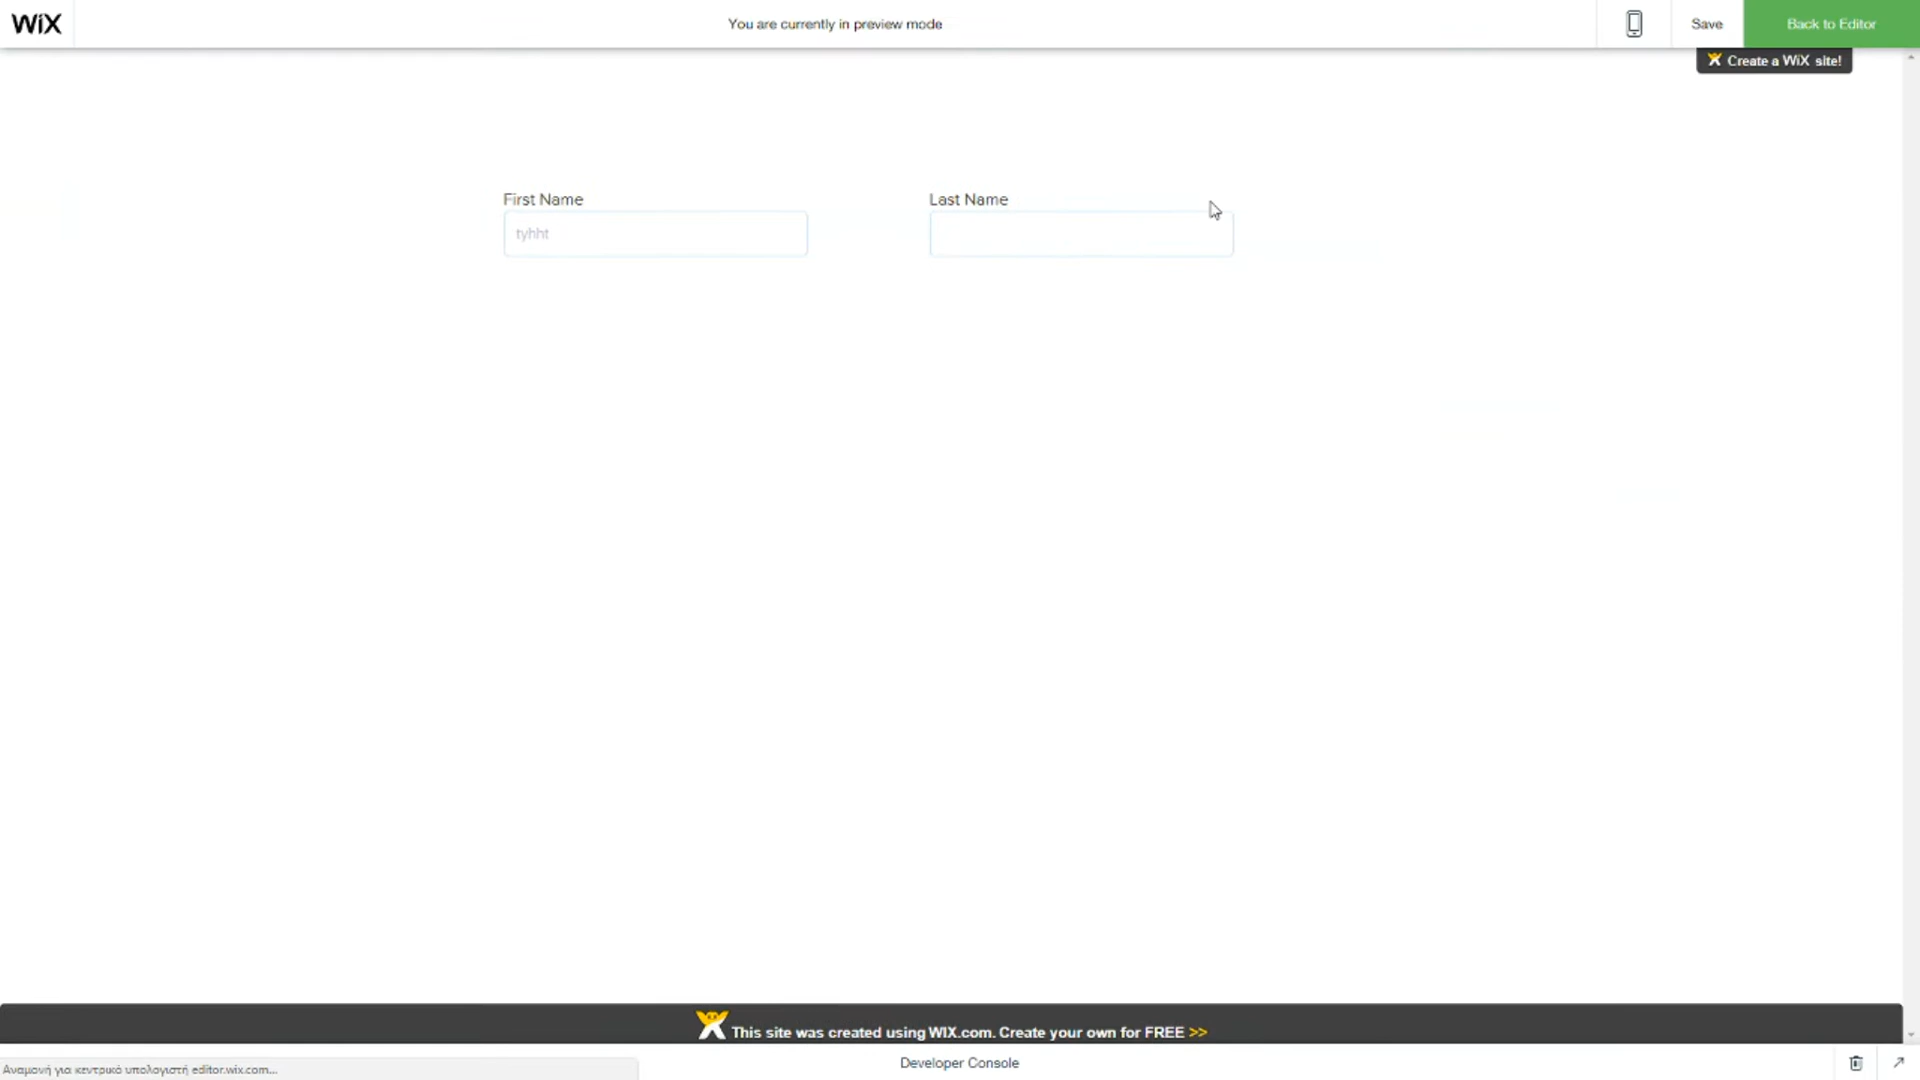 WiX
You are currently in preview mode
Save
Back to Editor
Create a WiX site!
First Name
Last Name
tyhht
This site was created using WIX.com. Create your own for FREE >>
Developer Console
Αναμονή για κεντρικό υπολογιστή editor.wix.com...